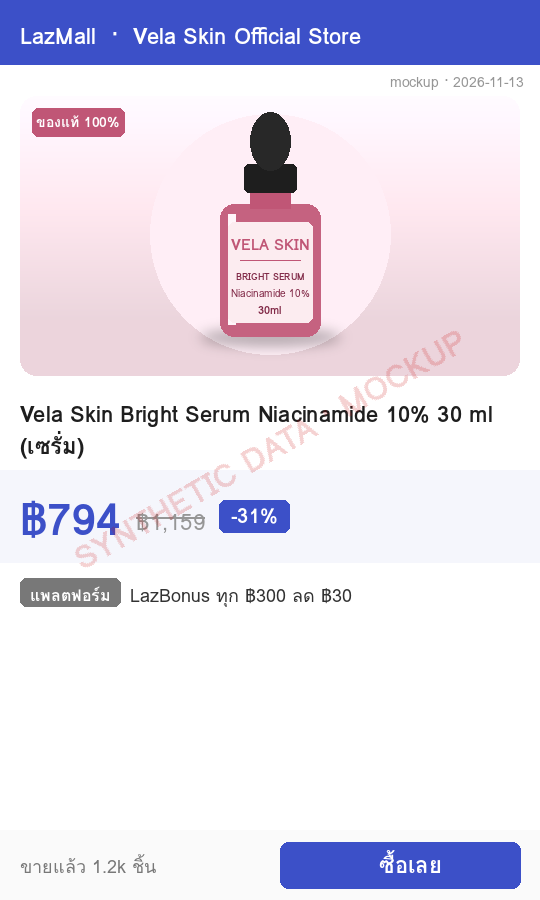 LazMall · Vela Skin Official Store
mockup · 2026-11-13
ของแท้ 100%
VELA SKIN
BRIGHT SERUM
Niacinamide 10%
30ml
SYNTHETIC DATA · MOCKUP
Vela Skin Bright Serum Niacinamide 10% 30 ml
(เซรั่ม)
฿794 ฿1,159 -31%
แพลตฟอร์ม LazBonus ทุก ฿300 ลด ฿30
ขายแล้ว 1.2k ชิ้น ซื้อเลย